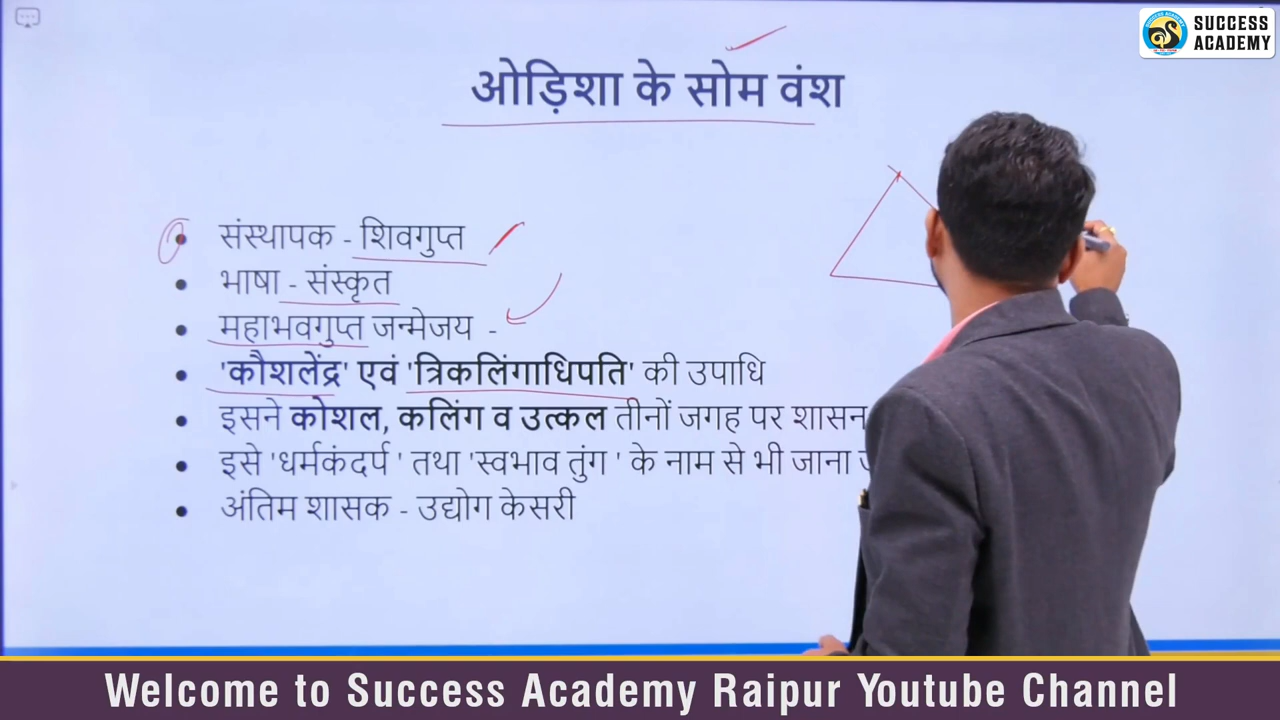 SUCCESS
ACADEMY
ओड़िशा के सोम वंश
संस्थापक - शिवगुप्त
भाषा - संस्कृत
महाभवगुप्त जन्मेजय -
'कौशलेंद्र' एवं 'त्रिकलिंगाधिपति' की उपाधि
इसने कोशल, कलिंग व उत्कल तीनों जगह पर शासन
इसे 'धर्मकंदर्प ' तथा 'स्वभाव तुंग ' के नाम से भी जाना
अंतिम शासक - उद्योग केसरी
Welcome to Success Academy Raipur Youtube Channel